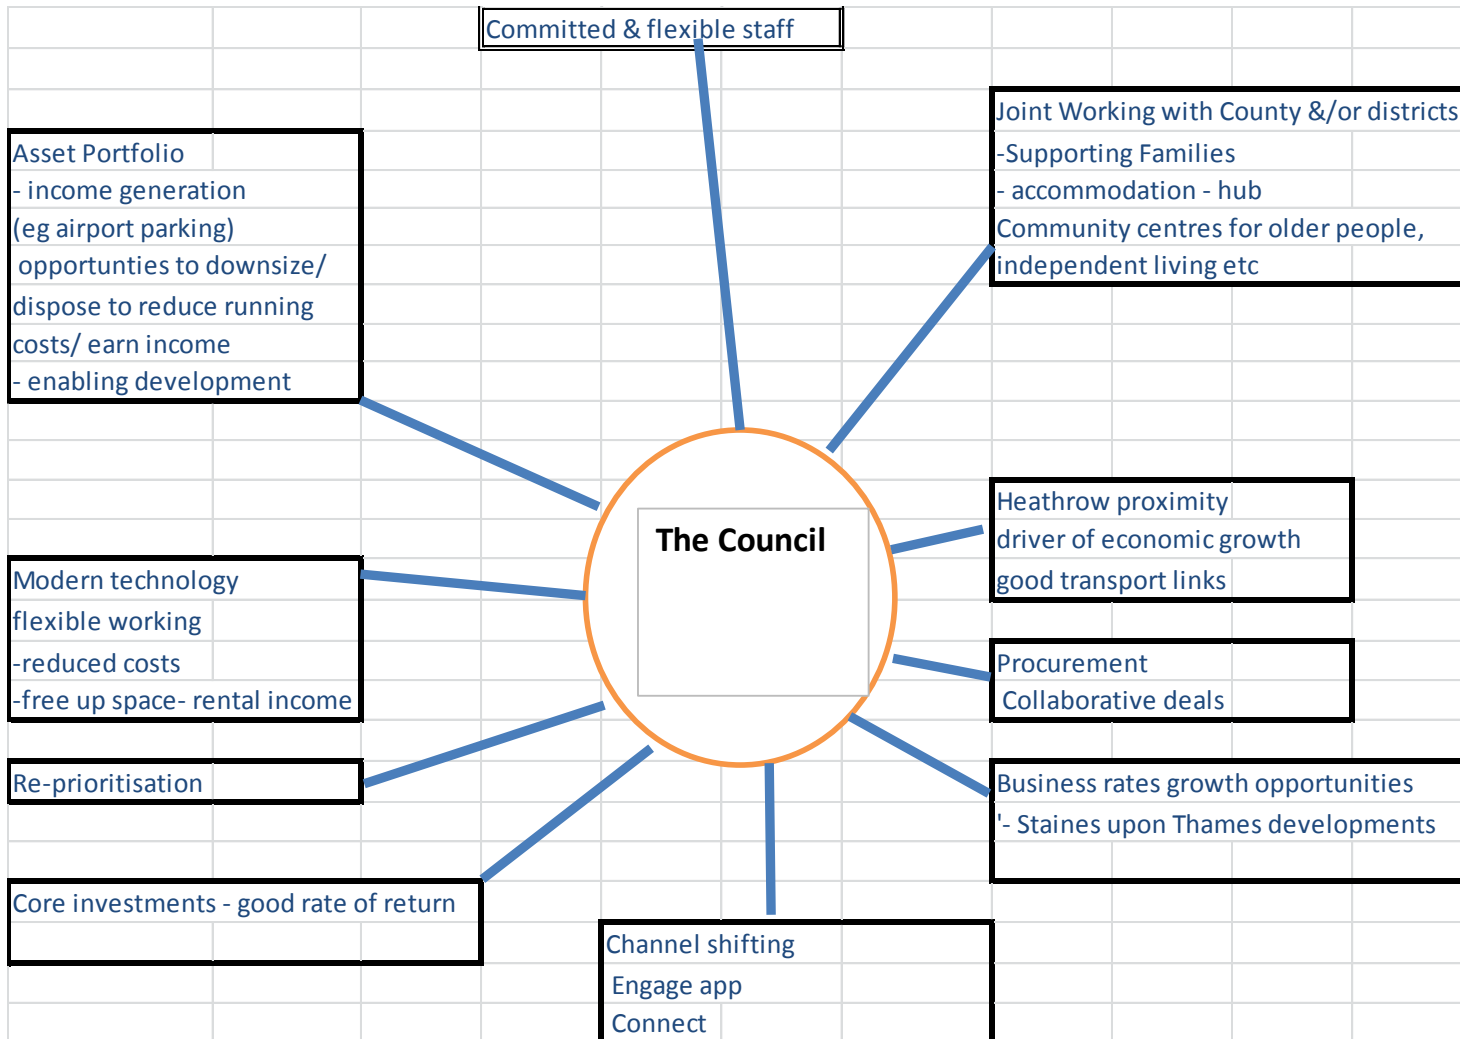 Committed & flexible staff
Joint Working with County &/or districts
-Supporting Families
- accommodation - hub
Community centres for older people,
independent living etc
Asset Portfolio
- income generation
(eg airport parking)
opportunties to downsize/
dispose to reduce running
costs/ earn income
- enabling development
The Council
Heathrow proximity
driver of economic growth
good transport links
Modern technology
flexible working
-reduced costs
-free up space- rental income
Procurement
Collaborative deals
Re-prioritisation
Business rates growth opportunities
'- Staines upon Thames developments
Core investments - good rate of return
Channel shifting
Engage app
Connect